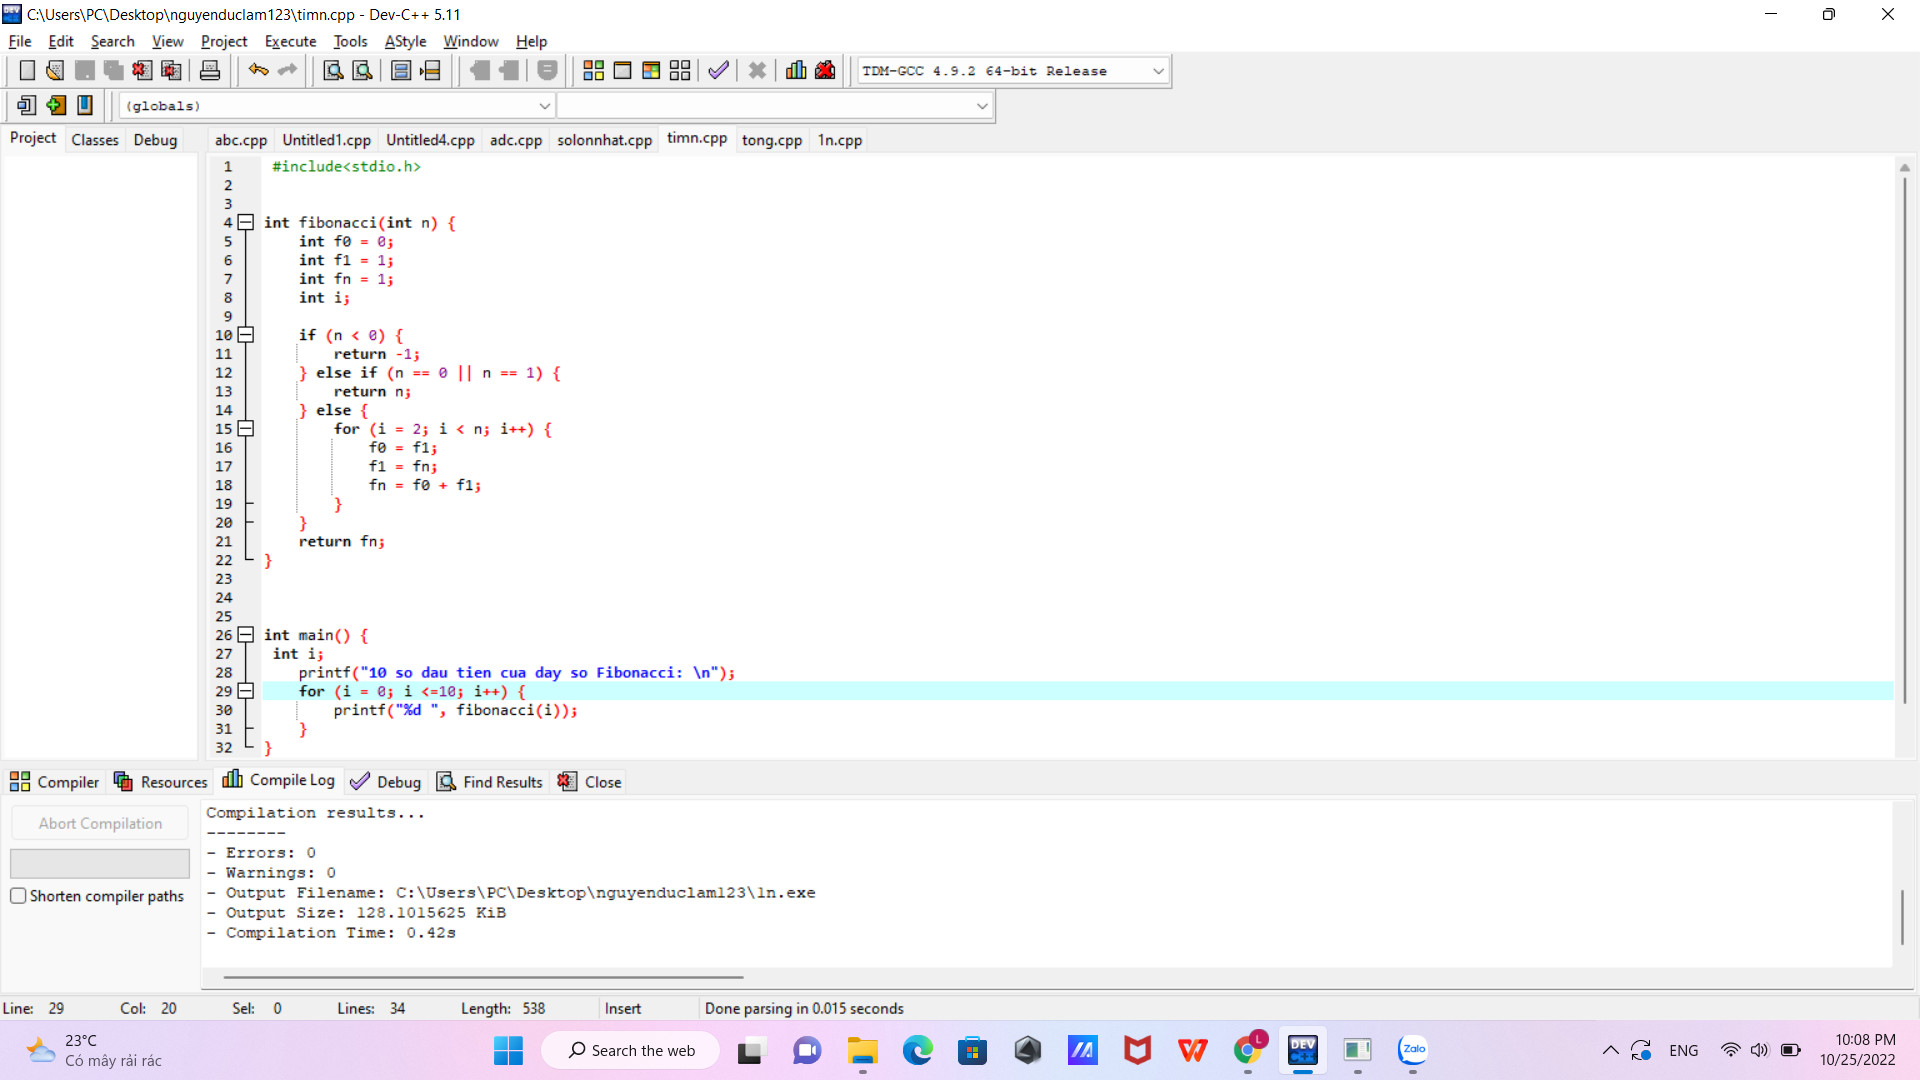 C:\Users\PC\Desktop\nguyenduclam123\timn.cpp - Dev-C++ 5.11
File Edit Search View Project Execute Tools AStyle Window Help
TDM-GCC 4.9.2 64-bit Release
(globals)
Project Classes Debug abc.cpp Untitled1.cpp Untitled4.cpp adc.cpp solonnhat.cpp timn.cpp tong.cpp 1n.cpp
1 #include<stdio.h>
2
3
4 int fibonacci(int n) {
5 int f0 = 0;
6 int f1 = 1;
7 int fn = 1;
8 int i;
9
10 if (n < 0) {
11 return -1;
12 } else if (n == 0 || n == 1) {
13 return n;
14 } else {
15 for (i = 2; i < n; i++) {
16 f0 = f1;
17 f1 = fn;
18 fn = f0 + f1;
19 }
20 }
21 return fn;
22 }
23
24
25
26 int main() {
27 int i;
28 printf("10 so dau tien cua day so Fibonacci: \n");
29 for (i = 0; i <=10; i++) {
30 printf("%d ", fibonacci(i));
31 }
32 }
Compiler Resources Compile Log Debug Find Results Close
Abort Compilation
Shorten compiler paths
Compilation results...
--------
- Errors: 0
- Warnings: 0
- Output Filename: C:\Users\PC\Desktop\nguyenduclam123\1n.exe
- Output Size: 128.1015625 KiB
- Compilation Time: 0.42s
Line: 29 Col: 20 Sel: 0 Lines: 34 Length: 538 Insert Done parsing in 0.015 seconds
23°C
Có mây rải rác
Search the web
L
DEV C++
Zalo
ENG
10:08 PM
10/25/2022